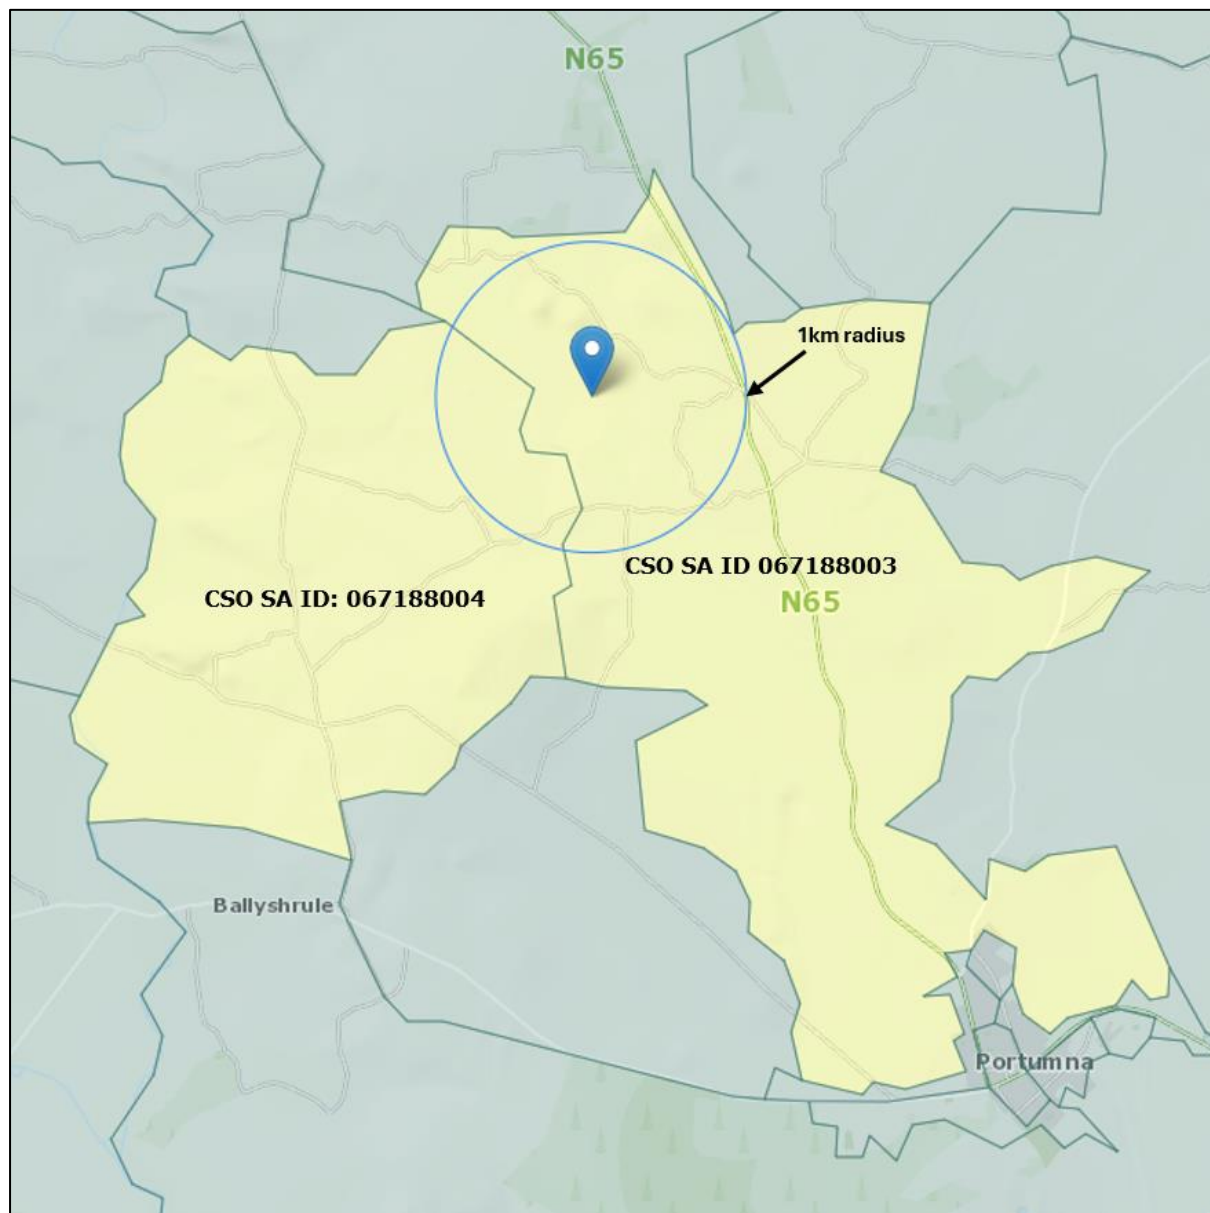 N65
1km radius
CSO SA ID 067188003
CSO SA ID: 067188004
N65
Ballyshrule
Portumna